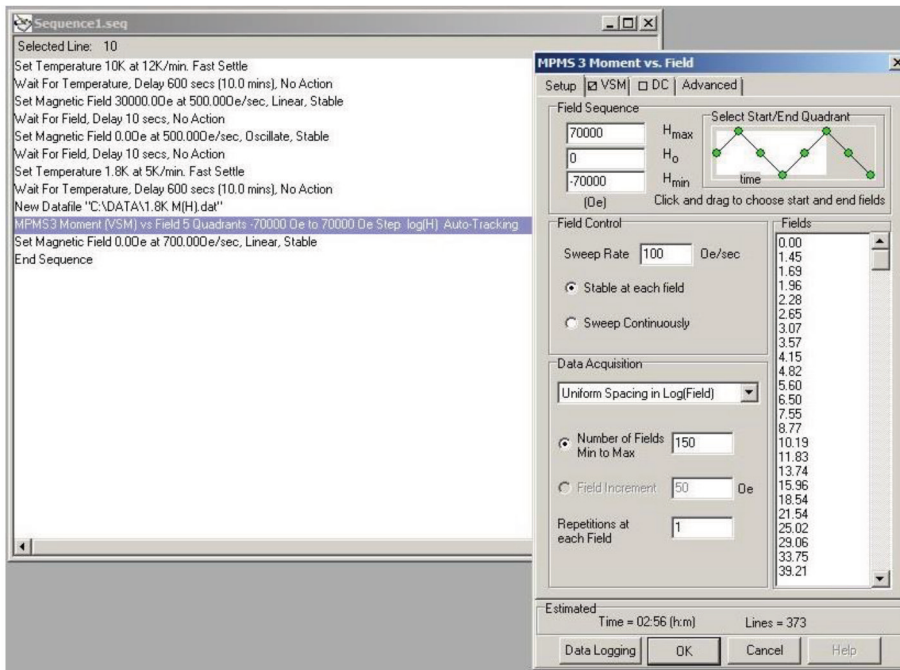 Sequence1.seq
Selected Line: 10
Set Temperature 10K at 12K/min. Fast Settle
Wait For Temperature, Delay 600 secs (10.0 mins), No Action
Set Magnetic Field 30000.0Oe at 500.00Oe/sec, Linear, Stable
Wait For Field, Delay 10 secs, No Action
Set Magnetic Field 0.0Oe at 500.00Oe/sec, Oscillate, Stable
Wait For Field, Delay 10 secs, No Action
Set Temperature 1.8K at 5K/min. Fast Settle
Wait For Temperature, Delay 600 secs (10.0 mins), No Action
New Datafile "C:\DATA\1.8K M(H).dat"
MPMS3 Moment (VSM) vs Field 5 Quadrants -70000 Oe to 70000 Oe Step log(H) Auto-Tracking
Set Magnetic Field 0.0Oe at 700.00Oe/sec, Linear, Stable
End Sequence
MPMS 3 Moment vs. Field
Setup VSM DC Advanced
Field Sequence
70000 Hmax
0 Ho
-70000 Hmin
(Oe)
Select Start/End Quadrant
time
Click and drag to choose start and end fields
Field Control
Sweep Rate 100 Oe/sec
Stable at each field
Sweep Continuously
Data Acquisition
Uniform Spacing in Log(Field)
Number of Fields
Min to Max
150
Field Increment 50 Oe
Repetitions at
each Field
1
Fields
0.00
1.45
1.69
1.96
2.28
2.65
3.07
3.57
4.15
4.82
5.60
6.50
7.55
8.77
10.19
11.83
13.74
15.96
18.54
21.54
25.02
29.06
33.75
39.21
Estimated
Time = 02:56 (h:m) Lines = 373
Data Logging OK Cancel Help